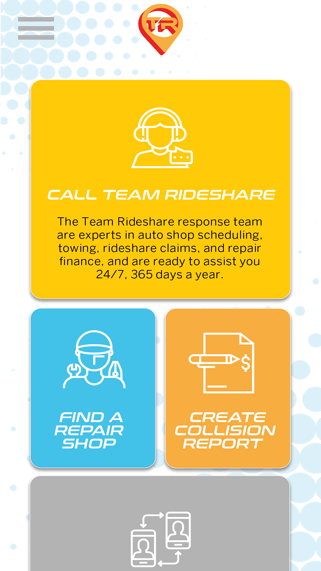 TR
CALL TEAM RIDESHARE
The Team Rideshare response team
are experts in auto shop scheduling,
towing, rideshare claims, and repair
finance, and are ready to assist you
24/7, 365 days a year.
FIND A
REPAIR
SHOP
$
CREATE
COLLISION
REPORT